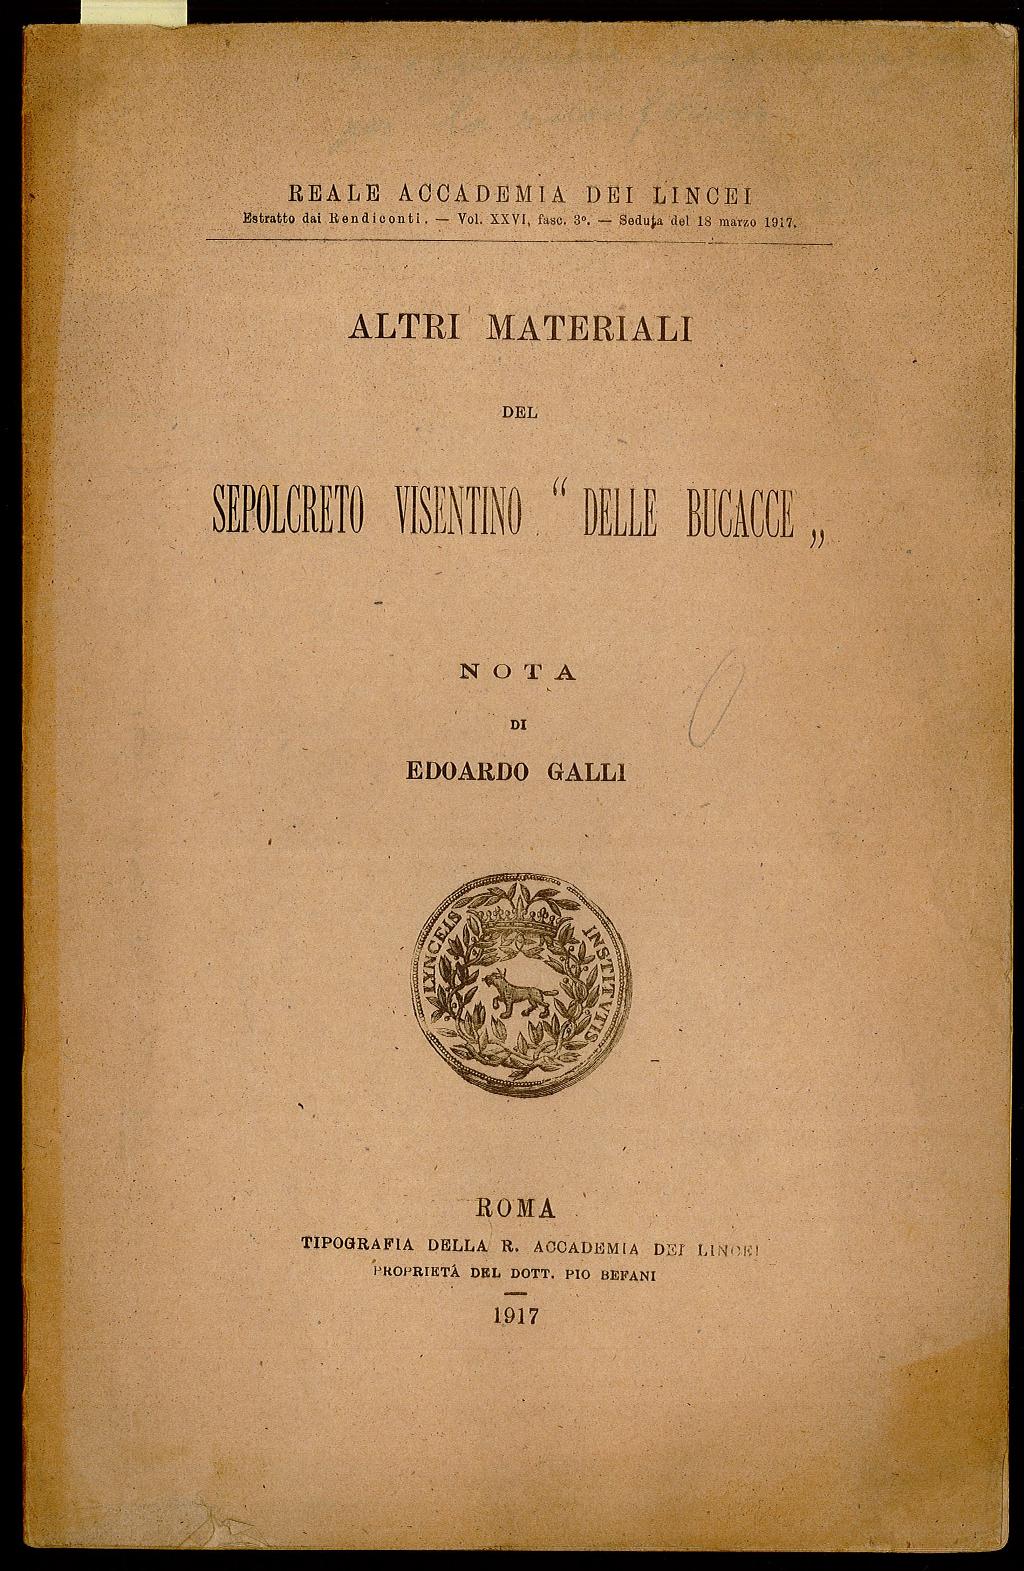 REALE ACCADEMIA DEI LINCEI
Estratto dai Rendiconti. — Vol. XXVI, fasc. 3º. — Seduta del 18 marzo 1917.
ALTRI MATERIALI
DEL
SEPOLCRETO VISENTINO “ DELLE BUCACCE „
NOTA
DI
EDOARDO GALLI
LYNCEIS INSTITVTIS
ROMA
TIPOGRAFIA DELLA R. ACCADEMIA DEI LINCEI
PROPRIETÀ DEL DOTT. PIO BEFANI
1917